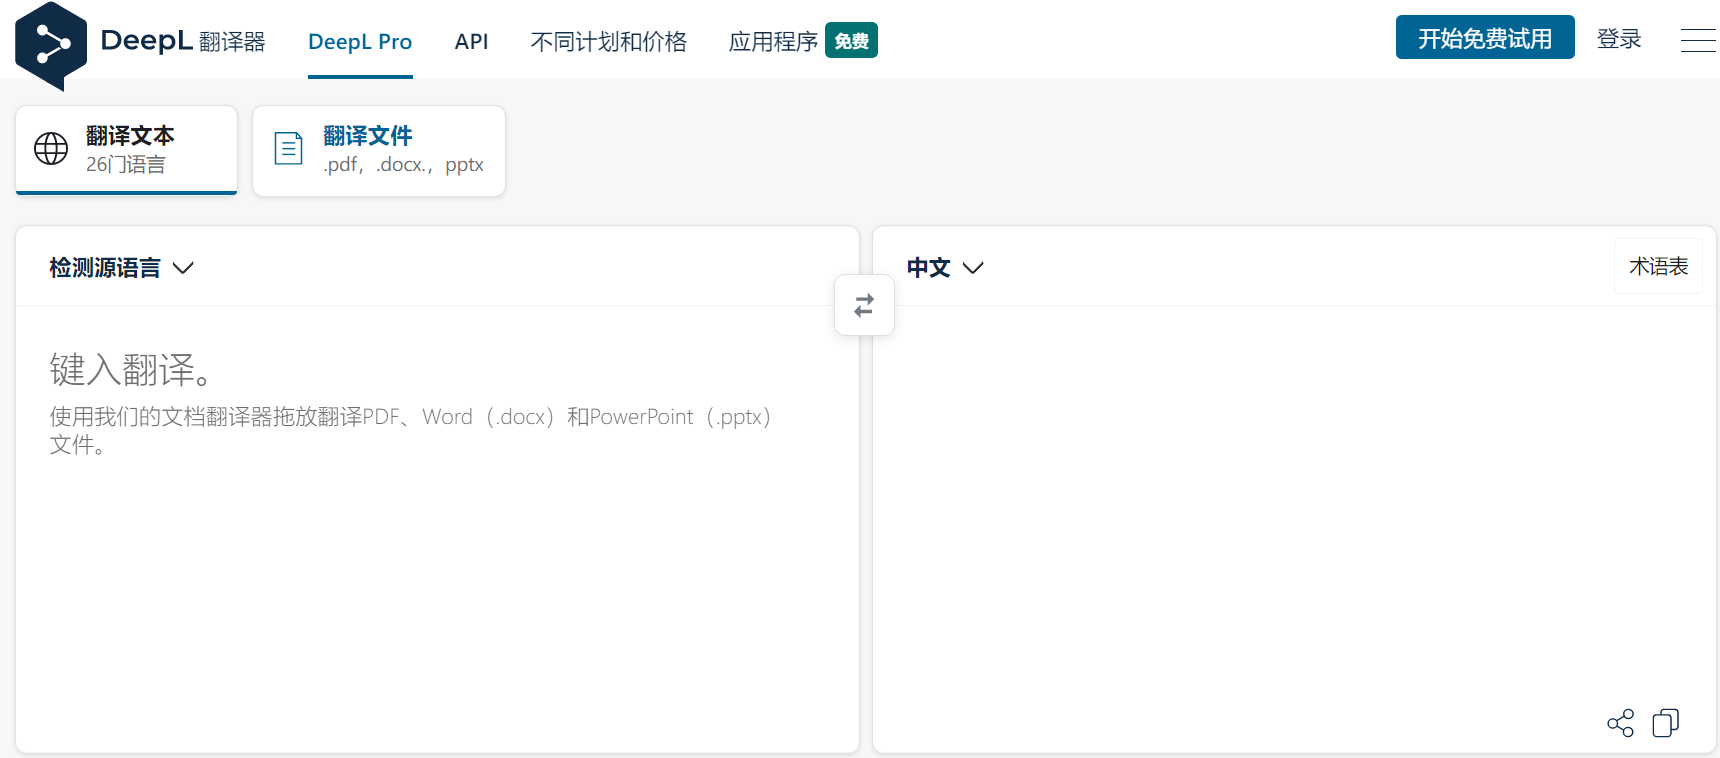 DeepL 翻译器 DeepL Pro API 不同计划和价格 应用程序 免费 开始免费试用 登录
翻译文本
26门语言
翻译文件
.pdf，.docx.，pptx
检测源语言
中文
术语表
键入翻译。
使用我们的文档翻译器拖放翻译PDF、Word（.docx）和PowerPoint（.pptx）
文件。